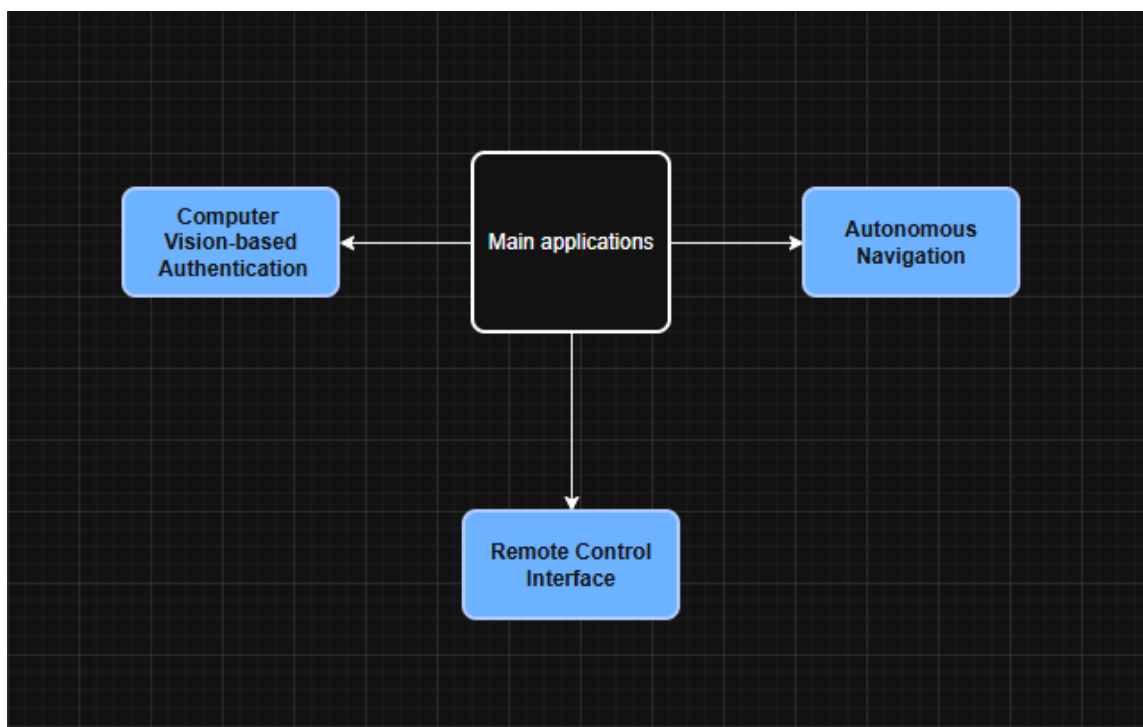 Computer
Vision-based
Authentication
Main applications
Autonomous
Navigation
Remote Control
Interface